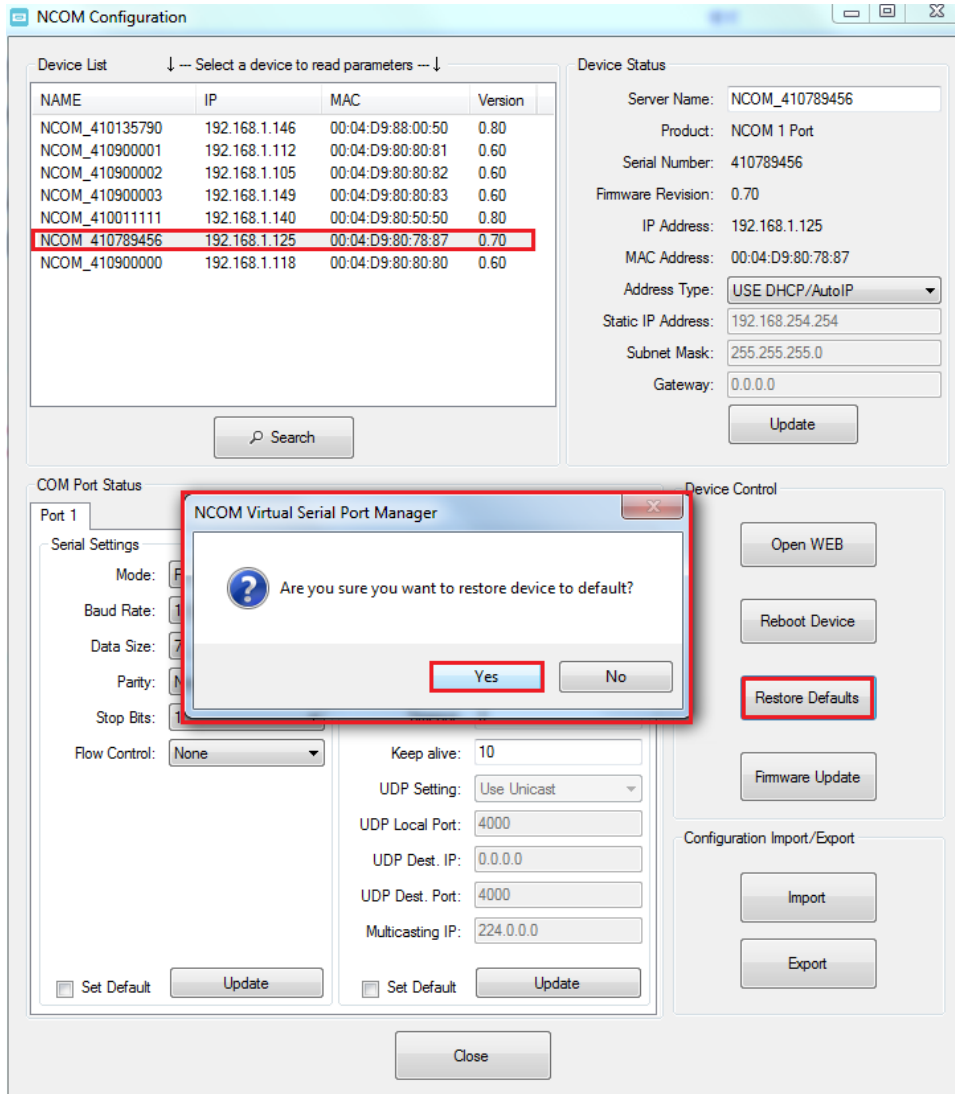 NCOM Configuration
Device List ↓ --- Select a device to read parameters --- ↓
NAME IP MAC Version
NCOM_410135790 192.168.1.146 00:04:D9:88:00:50 0.80
NCOM_410900001 192.168.1.112 00:04:D9:80:80:81 0.60
NCOM_410900002 192.168.1.105 00:04:D9:80:80:82 0.60
NCOM_410900003 192.168.1.149 00:04:D9:80:80:83 0.60
NCOM_410011111 192.168.1.140 00:04:D9:80:50:50 0.80
NCOM_410789456 192.168.1.125 00:04:D9:80:78:87 0.70
NCOM_410900000 192.168.1.118 00:04:D9:80:80:80 0.60
Search
Device Status
Server Name: NCOM_410789456
Product: NCOM 1 Port
Serial Number: 410789456
Firmware Revision: 0.70
IP Address: 192.168.1.125
MAC Address: 00:04:D9:80:78:87
Address Type: USE DHCP/AutoIP
Static IP Address: 192.168.254.254
Subnet Mask: 255.255.255.0
Gateway: 0.0.0.0
Update
COM Port Status
Port 1
Serial Settings
Mode:
Baud Rate:
Data Size:
Parity:
Stop Bits:
Flow Control: None
Set Default Update
NCOM Virtual Serial Port Manager
Are you sure you want to restore device to default?
Yes No
Keep alive: 10
UDP Setting: Use Unicast
UDP Local Port: 4000
UDP Dest. IP: 0.0.0.0
UDP Dest. Port: 4000
Multicasting IP: 224.0.0.0
Set Default Update
Device Control
Open WEB
Reboot Device
Restore Defaults
Firmware Update
Configuration Import/Export
Import
Export
Close